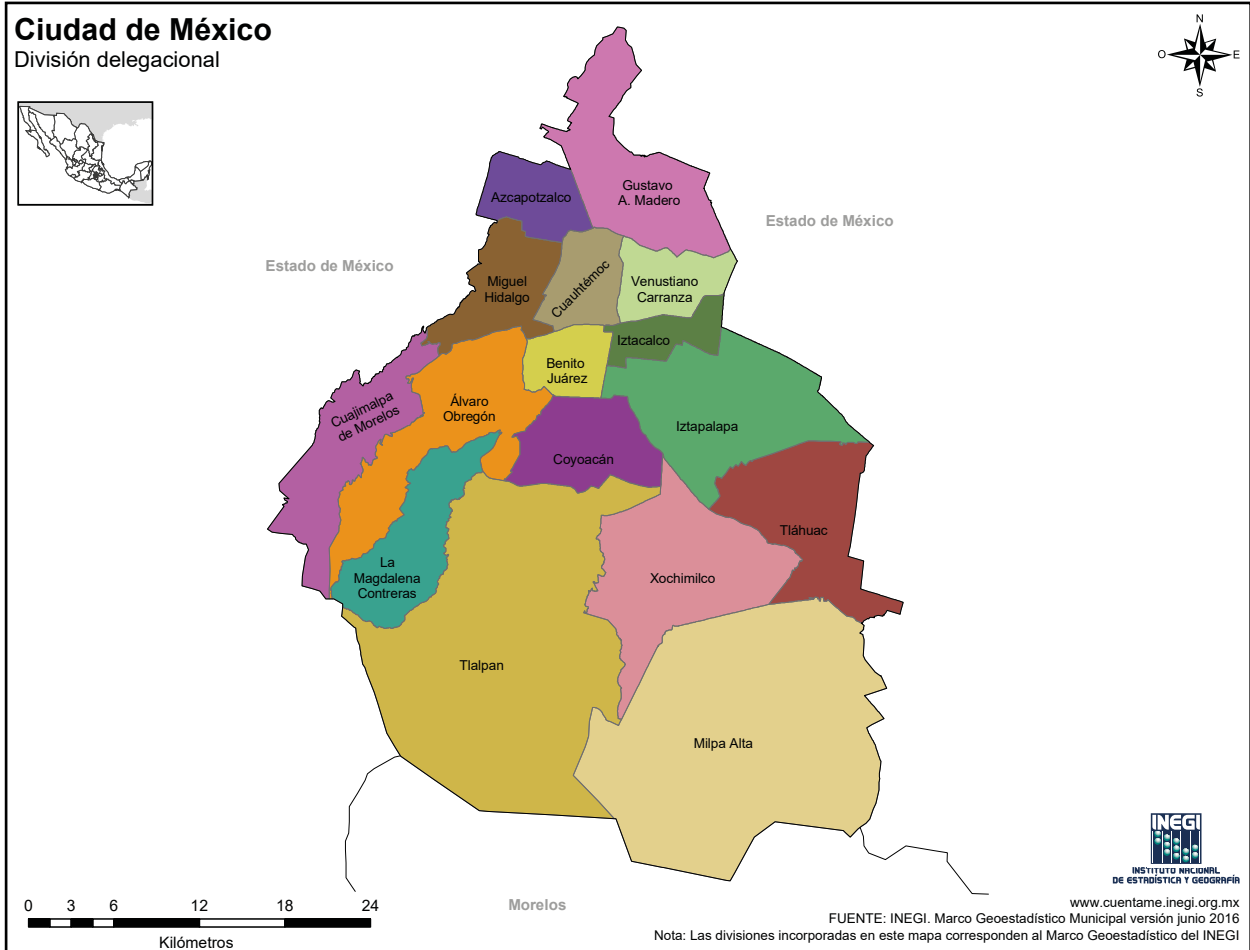 Ciudad de México
División delegacional
N
O
E
S
Gustavo
A. Madero
Azcapotzalco
Estado de México
Estado de México
Miguel
Hidalgo
Cuauhtémoc
Venustiano
Carranza
Iztacalco
Benito
Juárez
Cuajimalpa
de Morelos
Álvaro
Obregón
Iztapalapa
Coyoacán
Tláhuac
La
Magdalena
Contreras
Xochimilco
Tlalpan
Milpa Alta
INEGI
INSTITUTO NACIONAL
DE ESTADÍSTICA Y GEOGRAFÍA
Morelos
0 3 6 12 18 24
Kilómetros
www.cuentame.inegi.org.mx
FUENTE: INEGI. Marco Geoestadístico Municipal versión junio 2016
Nota: Las divisiones incorporadas en este mapa corresponden al Marco Geoestadístico del INEGI